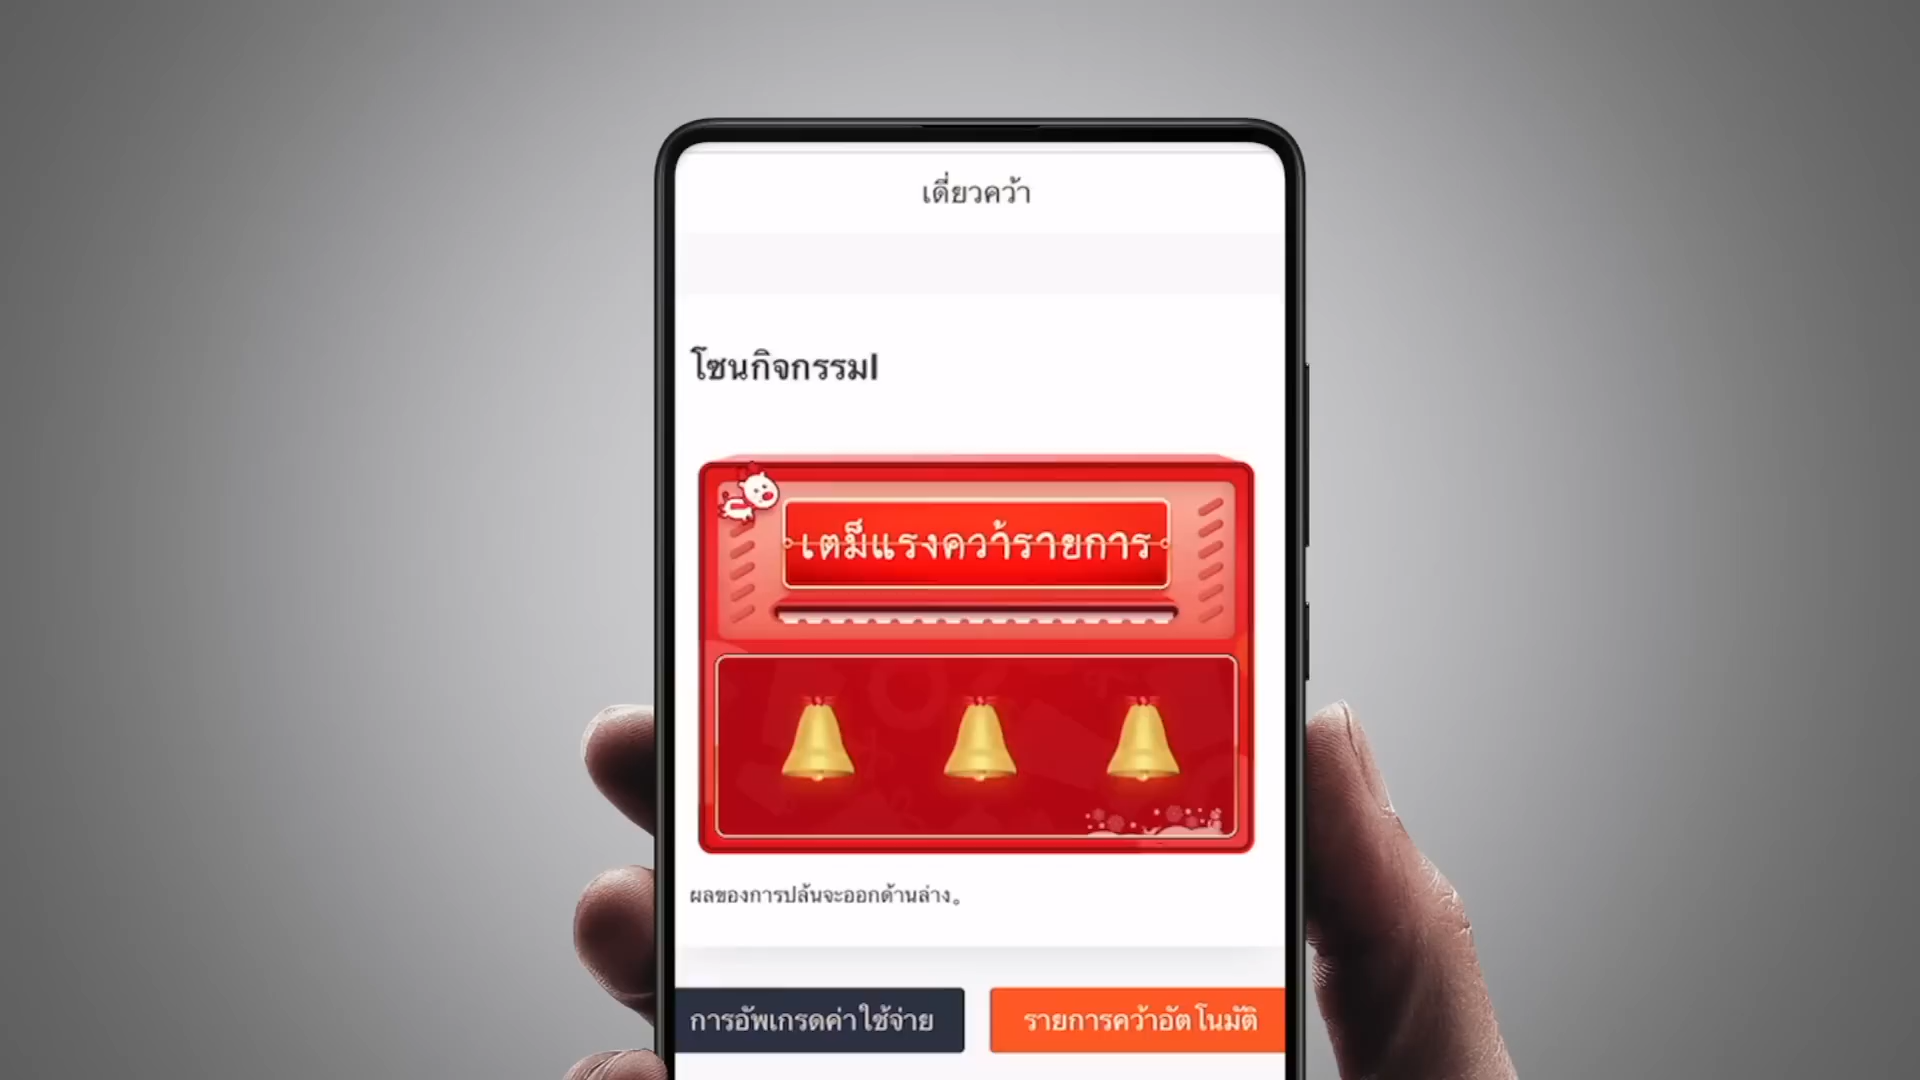 เดี่ยวคว้า
โซนกิจกรรมl
เตม็แรงควา้รายการ
ผลของการปล้นจะออกด้านล่าง。
การอัพเกรดค่าใช้จ่าย
รายการคว้าอัตโนมัติ